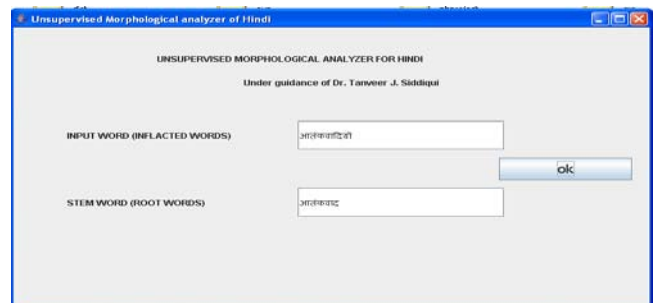 Unsupervised Morphological analyzer of Hindi
UNSUPERVISED MORPHOLOGICAL ANALYZER FOR HINDI
Under guidance of Dr. Tanveer J. Siddiqui
INPUT WORD (INFLACTED WORDS)
आतंकवादियों
ok
STEM WORD (ROOT WORDS)
आतंकवाद